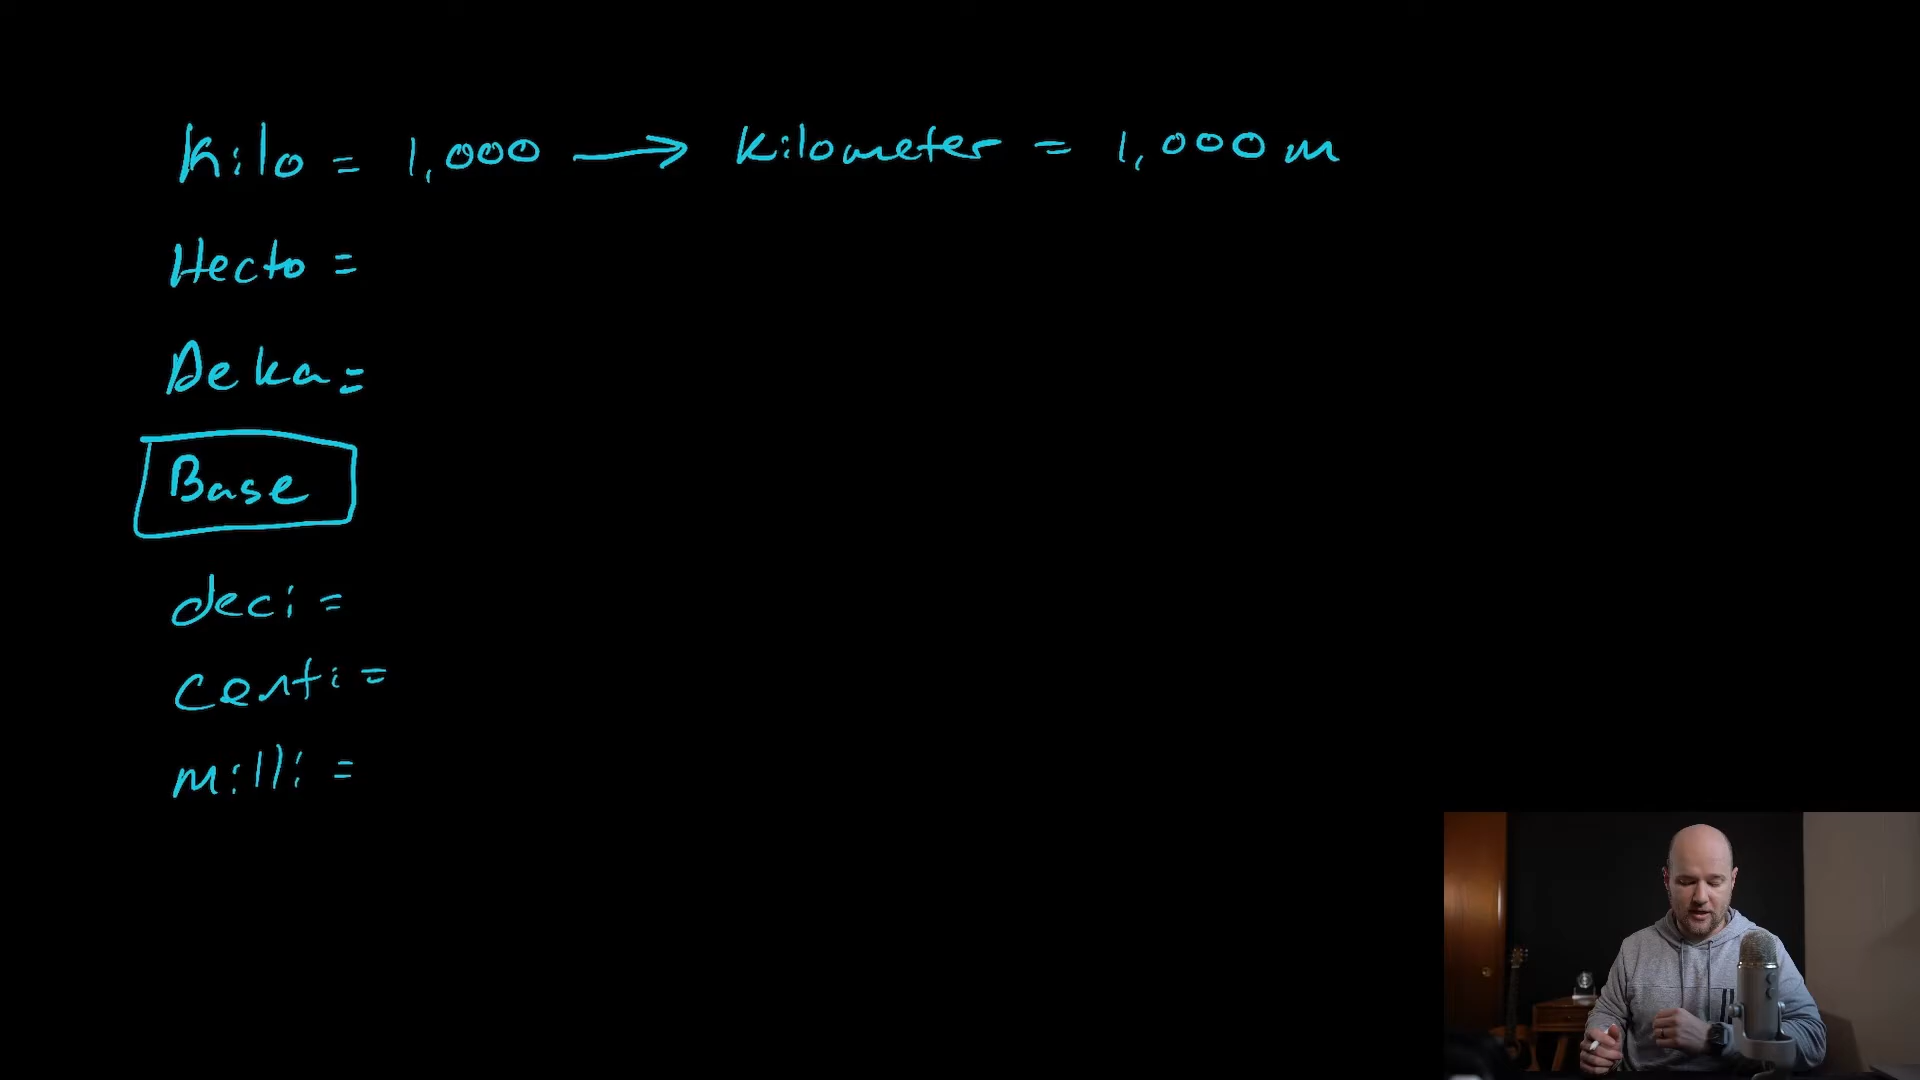 Kilo = 1,000 → Kilometer = 1,000 m
Hecto =
Deka =
Base
deci =
centi =
milli =